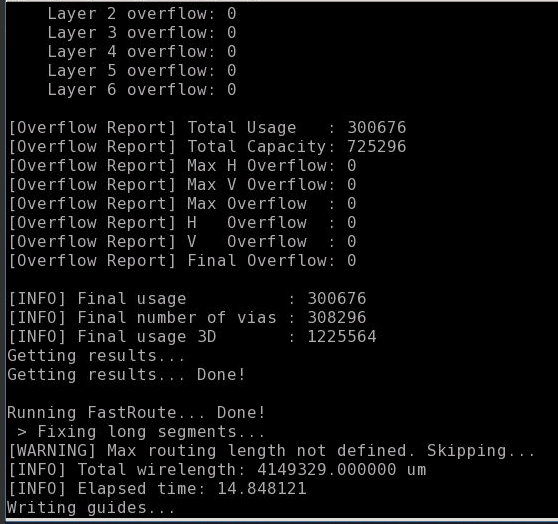 Layer 2 overflow: 0
Layer 3 overflow: 0
Layer 4 overflow: 0
Layer 5 overflow: 0
Layer 6 overflow: 0
[Overflow Report] Total Usage   : 300676
[Overflow Report] Total Capacity: 725296
[Overflow Report] Max H Overflow: 0
[Overflow Report] Max V Overflow: 0
[Overflow Report] Max Overflow  : 0
[Overflow Report] H   Overflow  : 0
[Overflow Report] V   Overflow  : 0
[Overflow Report] Final Overflow: 0
[INFO] Final usage          : 300676
[INFO] Final number of vias : 308296
[INFO] Final usage 3D       : 1225564
Getting results...
Getting results... Done!
Running FastRoute... Done!
 > Fixing long segments...
[WARNING] Max routing length not defined. Skipping...
[INFO] Total wirelength: 4149329.000000 um
[INFO] Elapsed time: 14.848121
Writing guides...